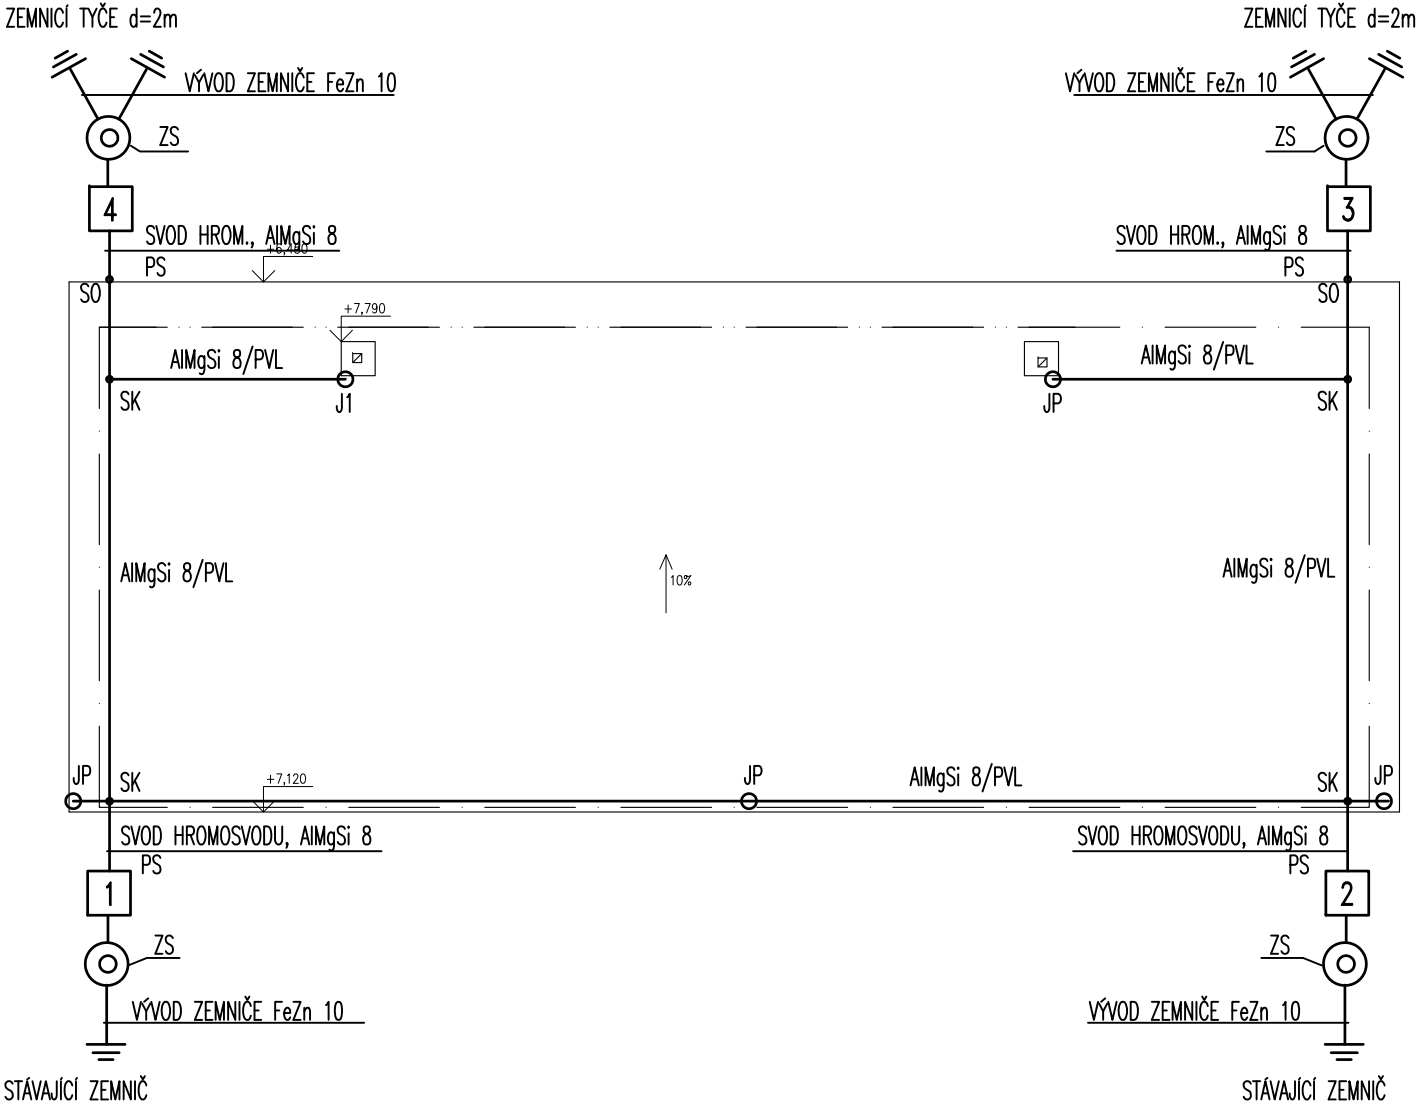 ZEMNICÍ TYČE d=2m
ZEMNICÍ TYČE d=2m
VÝVOD ZEMNIČE FeZn 10
VÝVOD ZEMNIČE FeZn 10
ZS
ZS
4
3
SVOD HROM., AlMgSi 8
SVOD HROM., AlMgSi 8
+6,450
PS
PS
SO
SO
+7,790
AlMgSi 8/PVL
AlMgSi 8/PVL
SK
J1
JP
SK
AlMgSi 8/PVL
10%
AlMgSi 8/PVL
JP
SK
+7,120
JP
AlMgSi 8/PVL
SK
JP
SVOD HROMOSVODU, AlMgSi 8
SVOD HROMOSVODU, AlMgSi 8
PS
PS
1
2
ZS
ZS
VÝVOD ZEMNIČE FeZn 10
VÝVOD ZEMNIČE FeZn 10
STÁVAJÍCÍ ZEMNIČ
STÁVAJÍCÍ ZEMNIČ